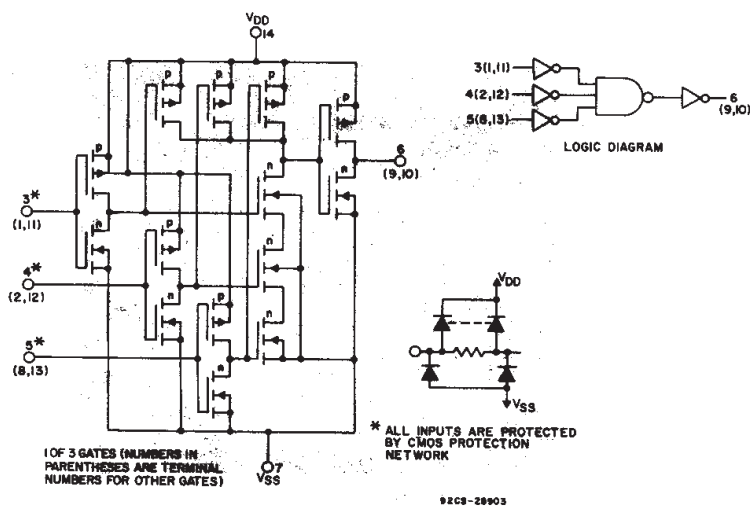 VDD
14
p
p
p
p
p
n
p
n
p
n
n
n
n
n
3*
(1,11)
4*
(2,12)
5*
(8,13)
6
(9,10)
7
VSS
1 OF 3 GATES (NUMBERS IN
PARENTHESES ARE TERMINAL
NUMBERS FOR OTHER GATES)
3(1,11)
4(2,12)
5(8,13)
6
(9,10)
LOGIC DIAGRAM
VDD
VSS
* ALL INPUTS ARE PROTECTED
BY CMOS PROTECTION
NETWORK
92CS-28903